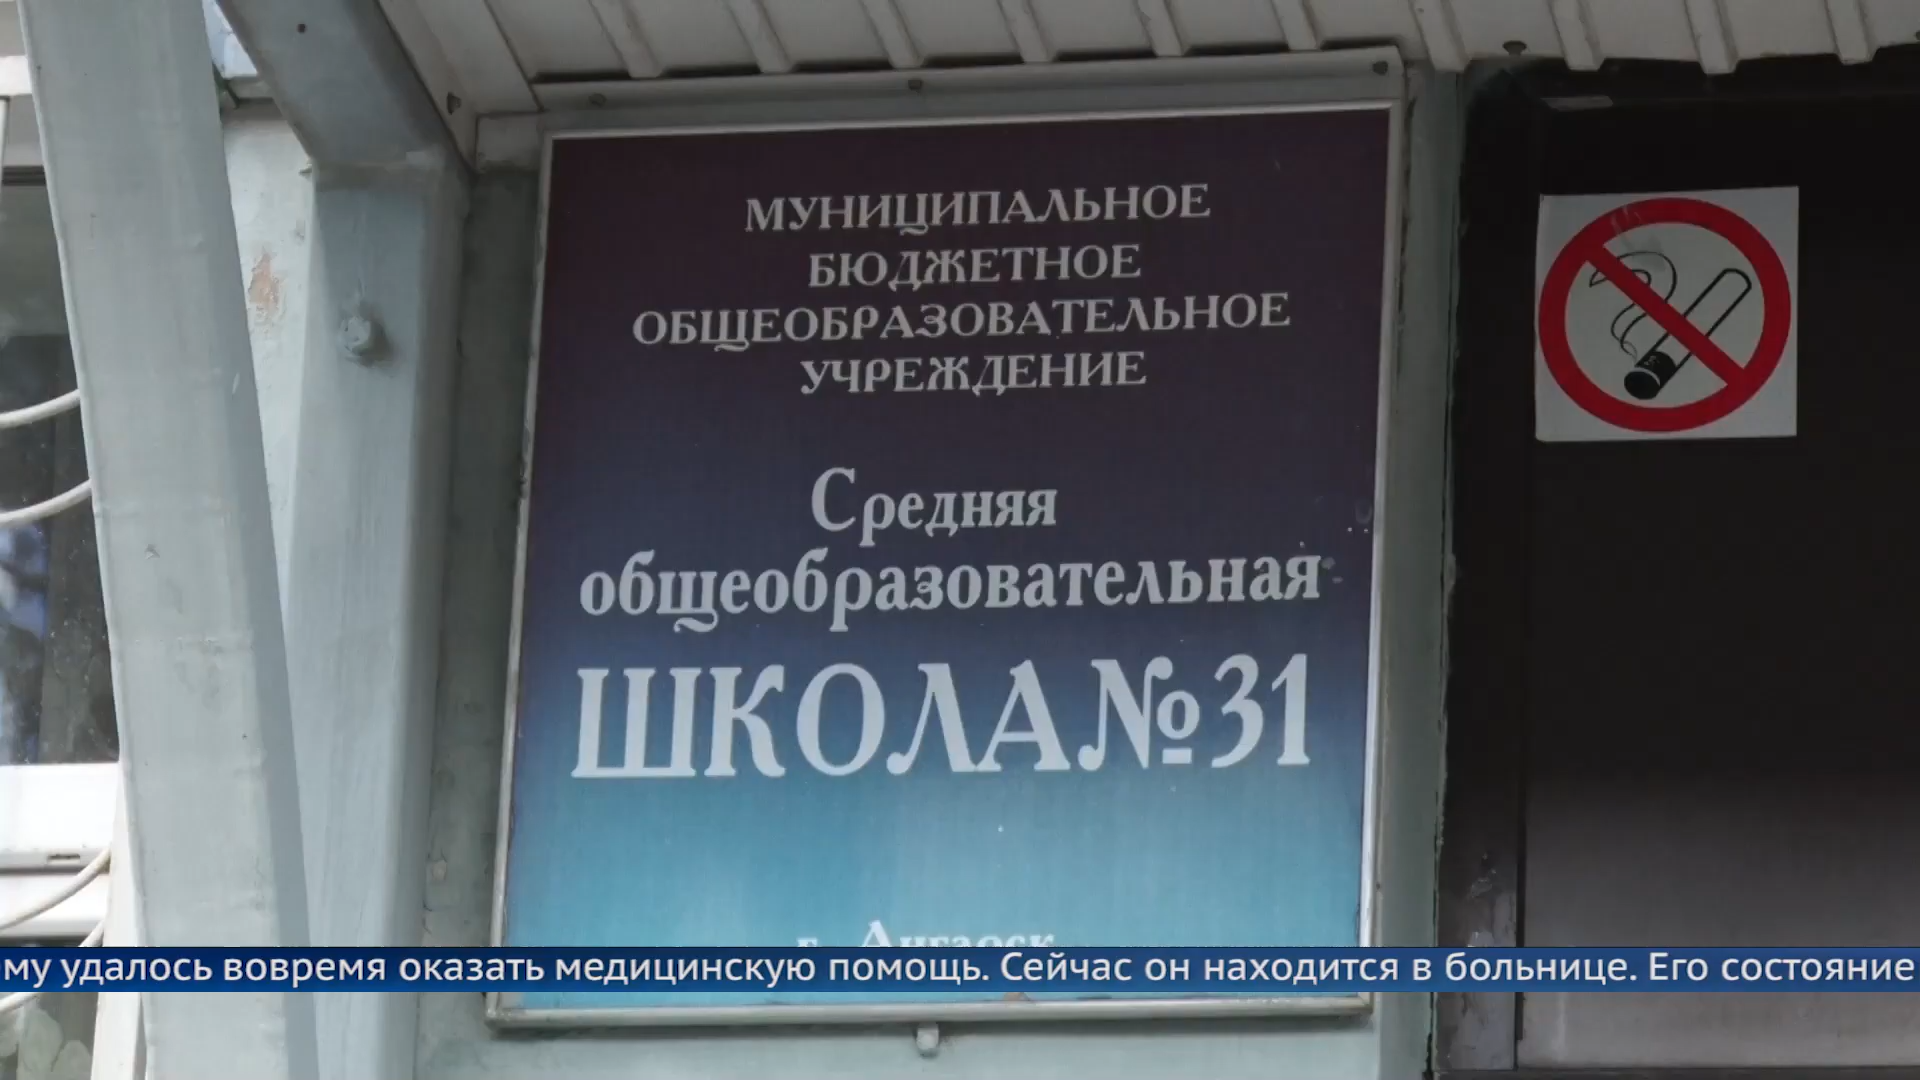 МУНИЦИПАЛЬНОЕ
БЮДЖЕТНОЕ
ОБЩЕОБРАЗОВАТЕЛЬНОЕ
УЧРЕЖДЕНИЕ
Средняя
общеобразовательная
ШКОЛА №31
г. Ангарск
му удалось вовремя оказать медицинскую помощь. Сейчас он находится в больнице. Его состояние